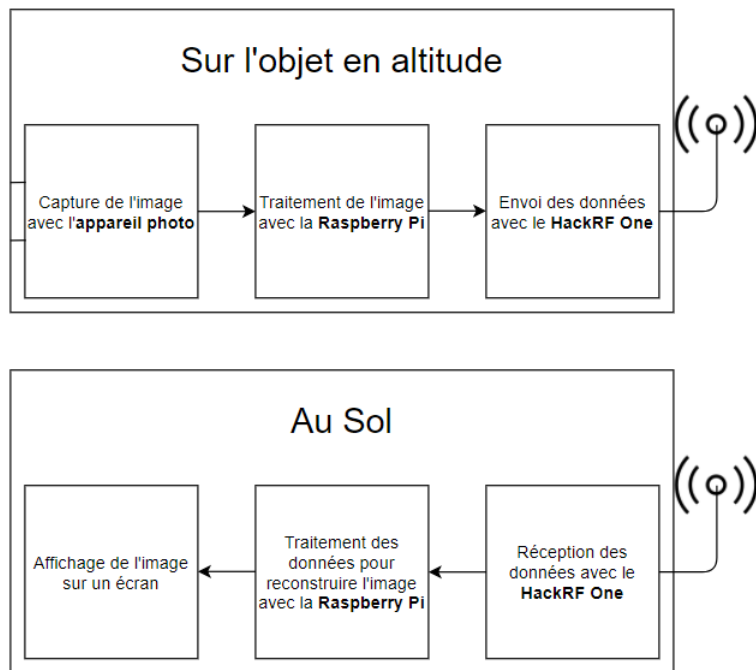 Sur l'objet en altitude
Capture de l'image
avec l'appareil photo
Traitement de l'image
avec la Raspberry Pi
Envoi des données
avec le HackRF One
Au Sol
Affichage de l'image
sur un écran
Traitement des
données pour
reconstruire l'image
avec la Raspberry Pi
Réception des
données avec le
HackRF One